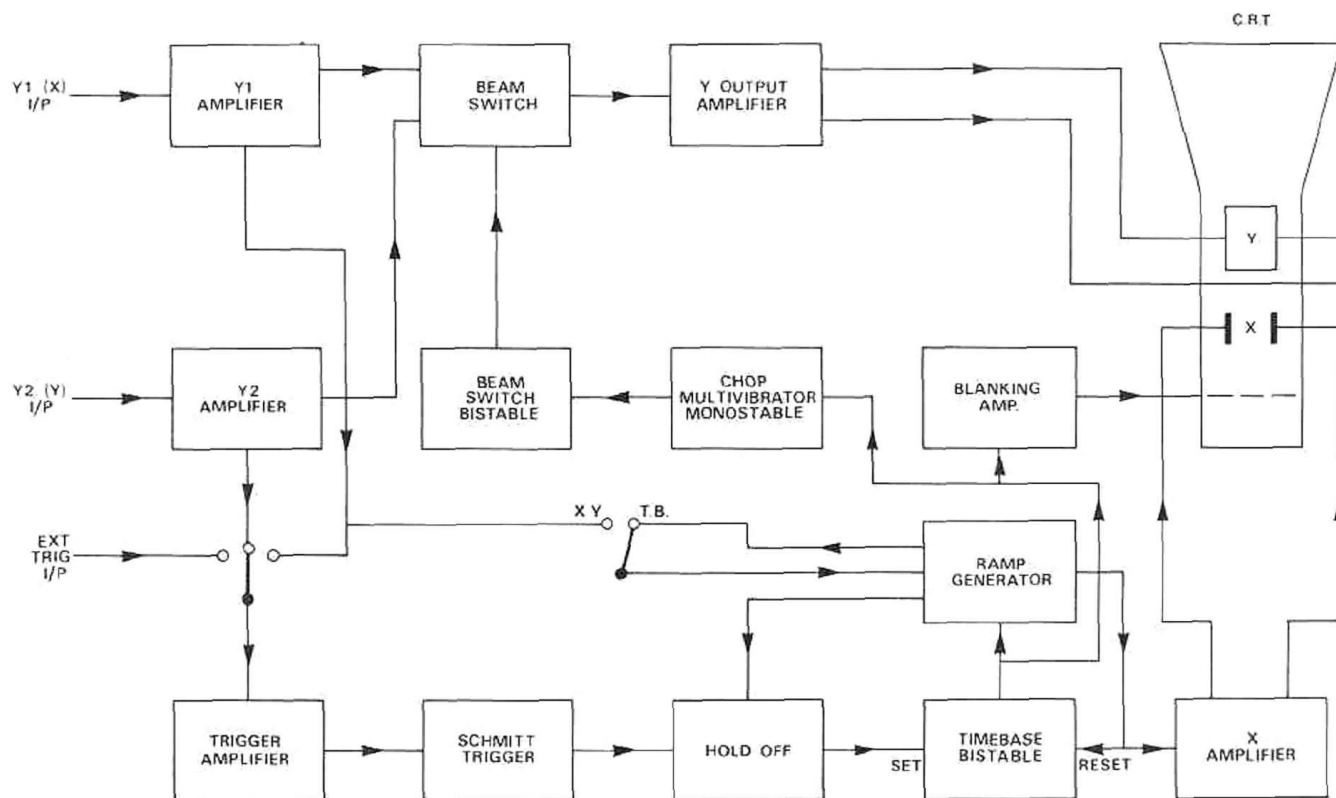 C.R.T
Y1 (X)
I/P
Y1
AMPLIFIER
BEAM
SWITCH
Y OUTPUT
AMPLIFIER
Y
X
Y2 (Y)
I/P
Y2
AMPLIFIER
BEAM
SWITCH
BISTABLE
CHOP
MULTIVIBRATOR
MONOSTABLE
BLANKING
AMP.
EXT
TRIG
I/P
X Y
T.B.
RAMP
GENERATOR
TRIGGER
AMPLIFIER
SCHMITT
TRIGGER
HOLD OFF
SET
TIMEBASE
BISTABLE
RESET
X
AMPLIFIER